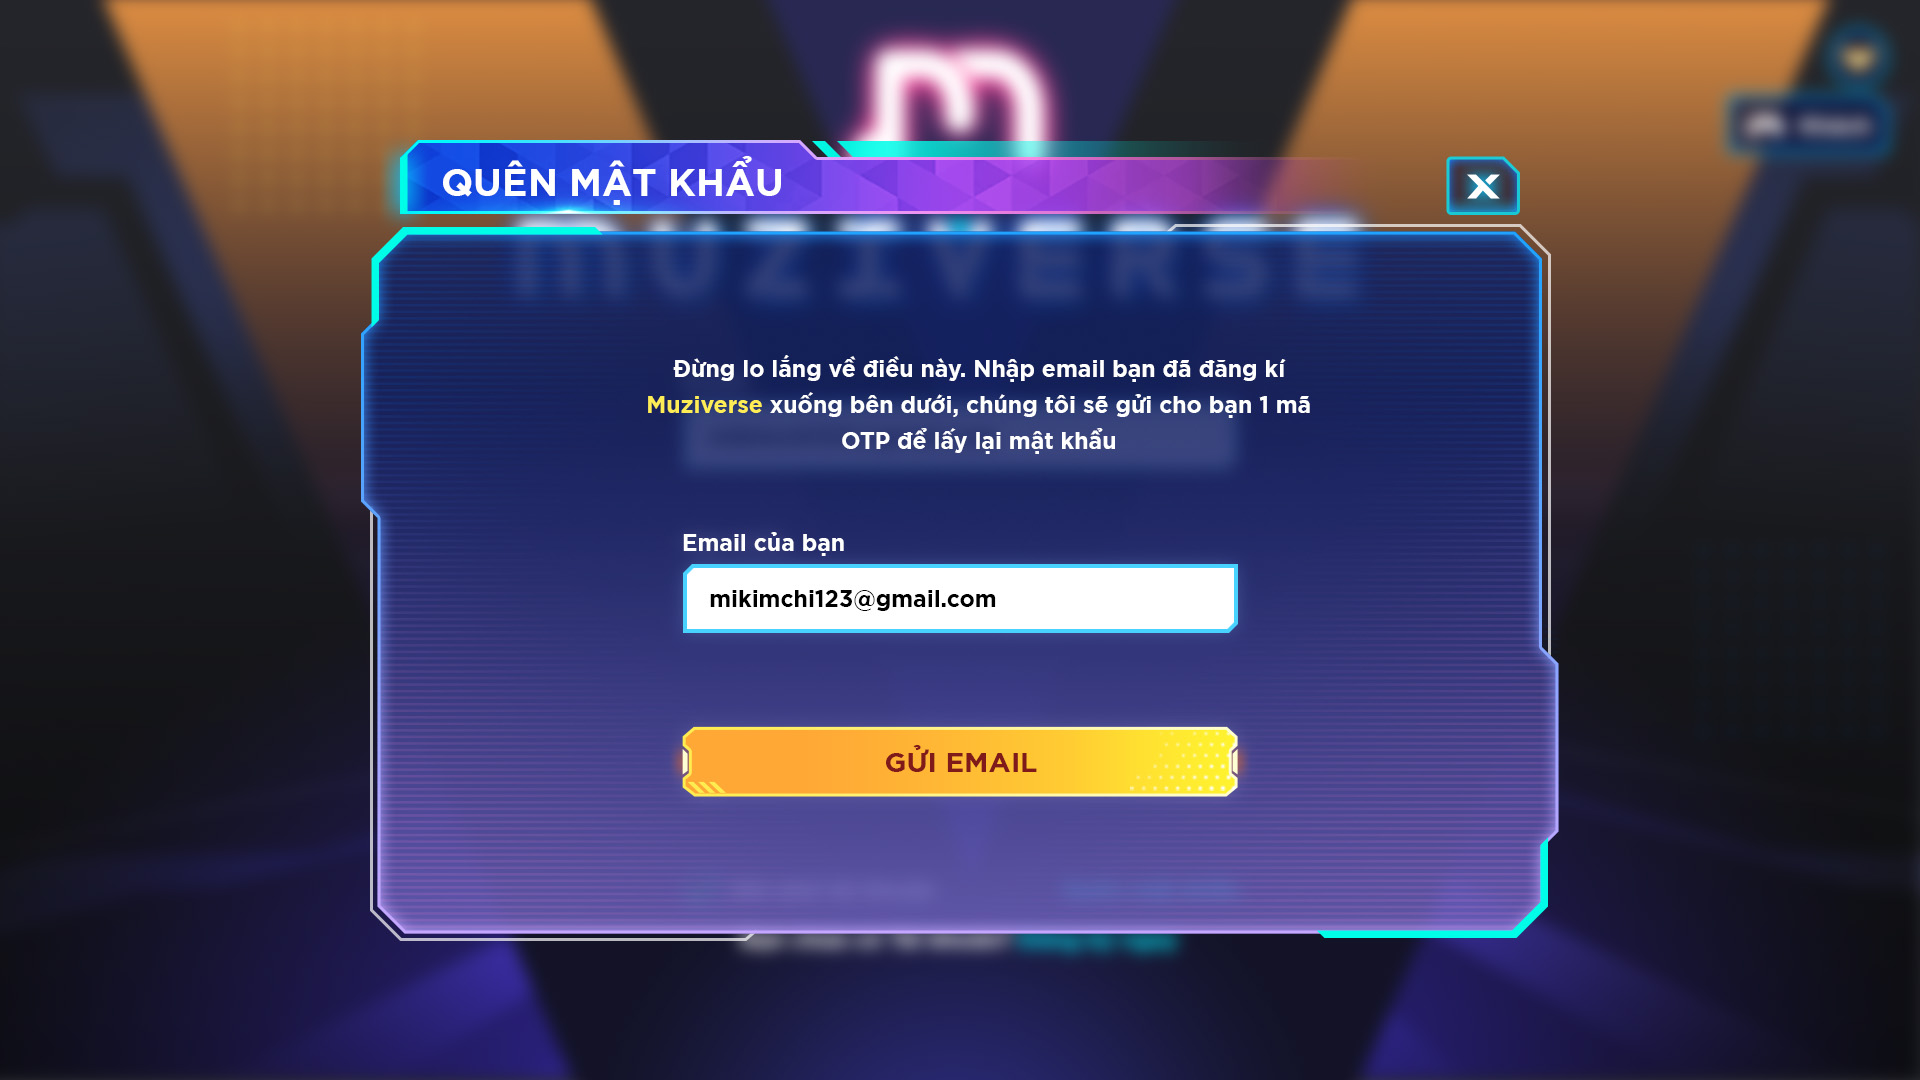 QUÊN MẬT KHẨU
MUZIVERSE
Đừng lo lắng về điều này. Nhập email bạn đã đăng kí
Muziverse xuống bên dưới, chúng tôi sẽ gửi cho bạn 1 mã
OTP để lấy lại mật khẩu
Email của bạn
mikimchi123@gmail.com
GỬI EMAIL